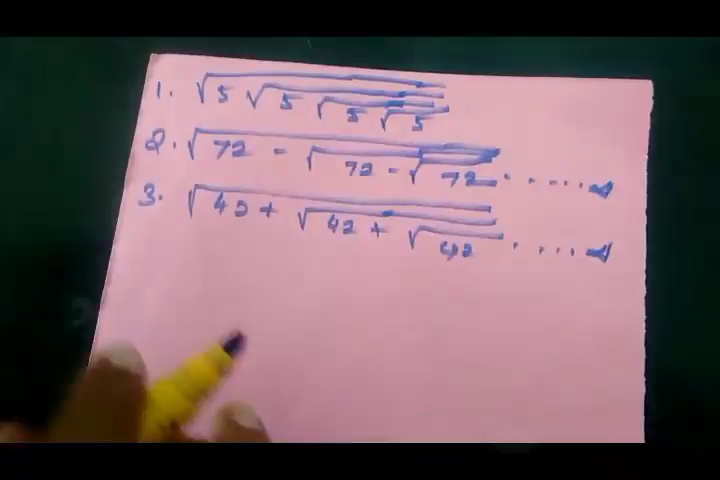 1. √5 √5 √5 √5
2. √72 - √72 - √72 - ...... ∞
3. √42 + √42 + √42 ...... ∞